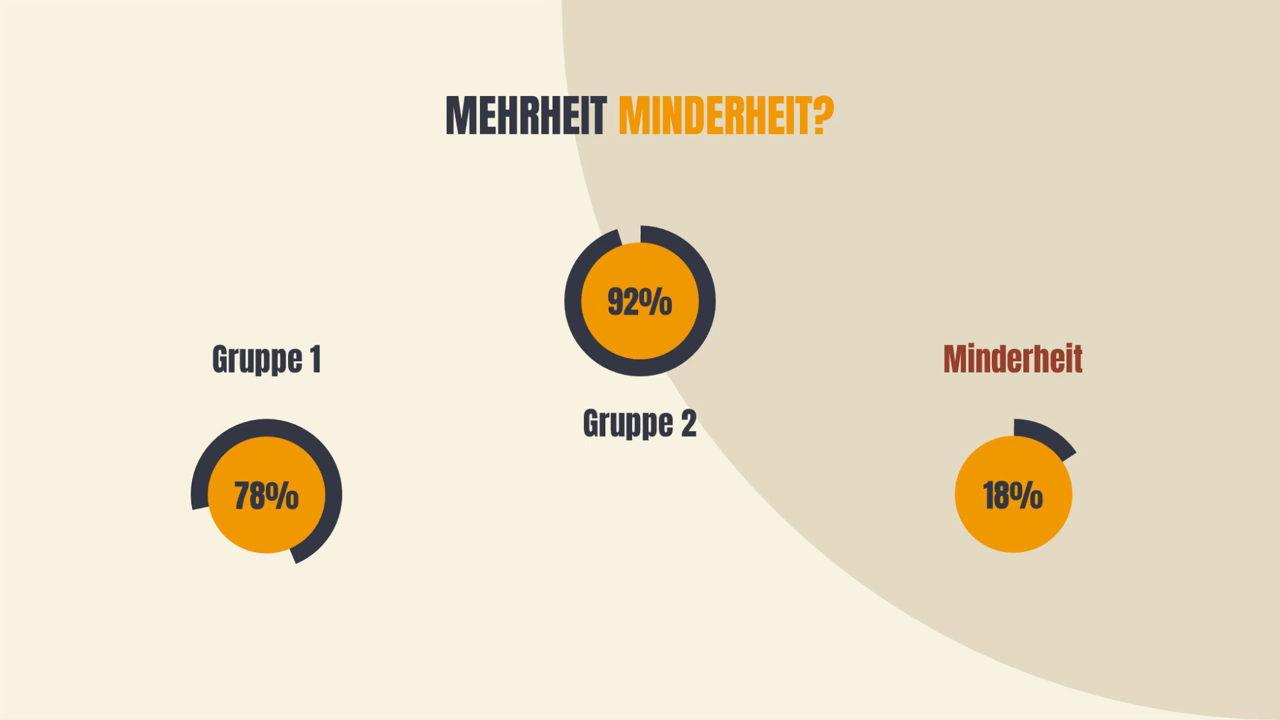 MEHRHEIT MINDERHEIT?
92%
Gruppe 2
Gruppe 1
78%
Minderheit
18%